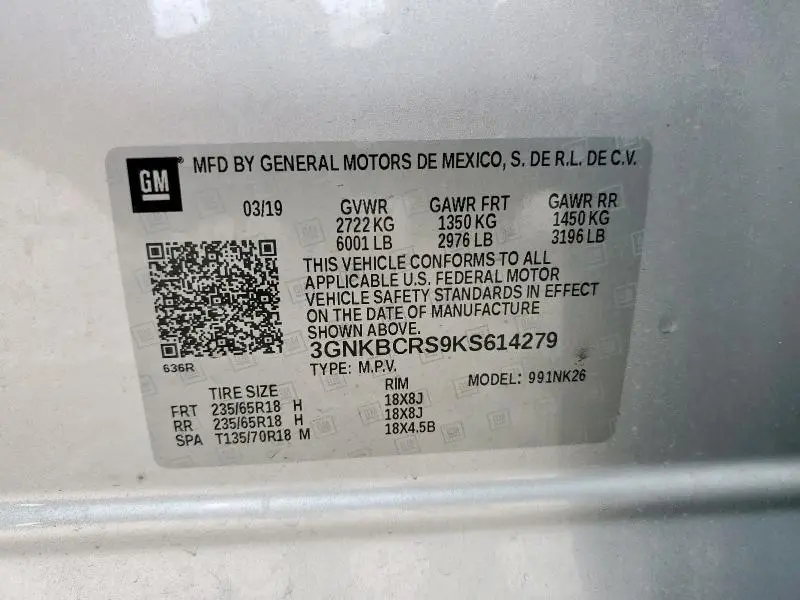 GM ® MFD BY GENERAL MOTORS DE MEXICO, S. DE R.L. DE C.V.
03/19 GVWR GAWR FRT GAWR RR
2722 KG 1350 KG 1450 KG
6001 LB 2976 LB 3196 LB
THIS VEHICLE CONFORMS TO ALL
APPLICABLE U.S. FEDERAL MOTOR
VEHICLE SAFETY STANDARDS IN EFFECT
ON THE DATE OF MANUFACTURE
SHOWN ABOVE.
3GNKBCRS9KS614279
636R
TYPE: M.P.V. MODEL: 991NK26
TIRE SIZE RIM
FRT 235/65R18 H 18X8J
RR 235/65R18 H 18X8J
SPA T135/70R18 M 18X4.5B